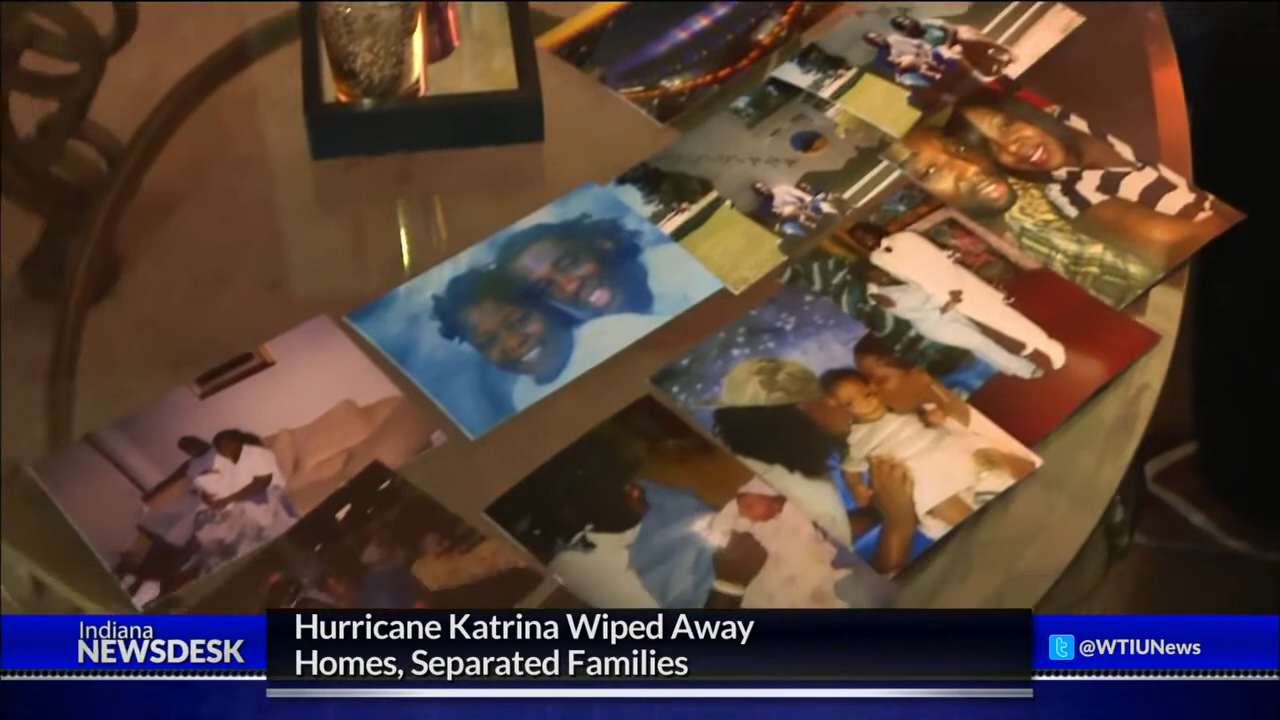 Indiana
NEWSDESK
Hurricane Katrina Wiped Away
Homes, Separated Families
@WTIUNews